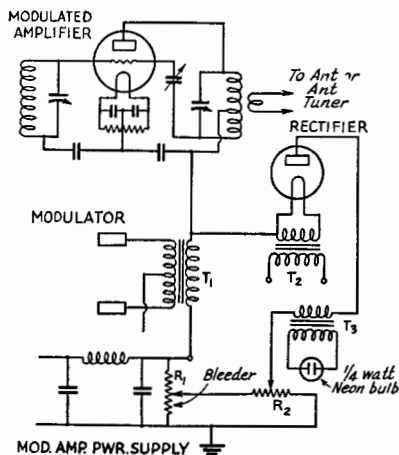 MODULATED
AMPLIFIER
To Ant or
Ant
Tuner
RECTIFIER
MODULATOR
T1
T2
T3
1/4 watt
Neon bulb
R1
Bleeder
R2
MOD. AMP. PWR. SUPPLY